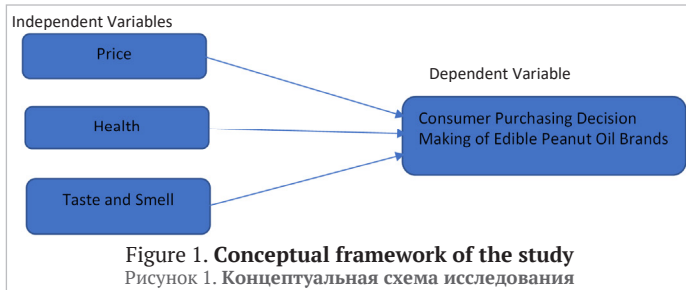 Independent Variables
Price
Dependent Variable
Consumer Purchasing Decision
Making of Edible Peanut Oil Brands
Health
Taste and Smell
Figure 1. Conceptual framework of the study
Рисунок 1. Концептуальная схема исследования